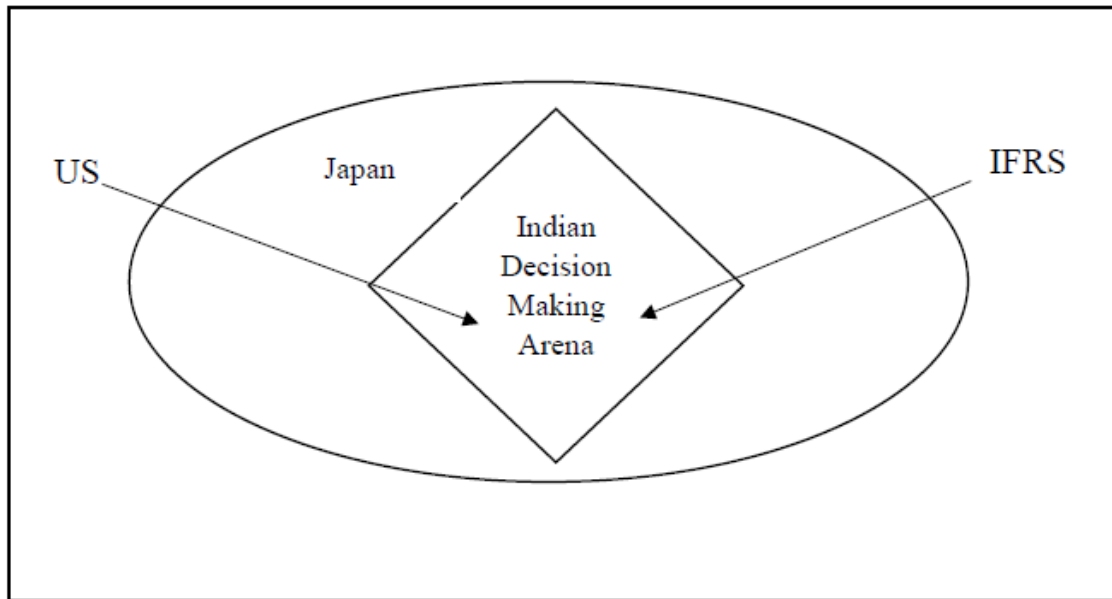 US
Japan
IFRS
Indian
Decision
Making
Arena